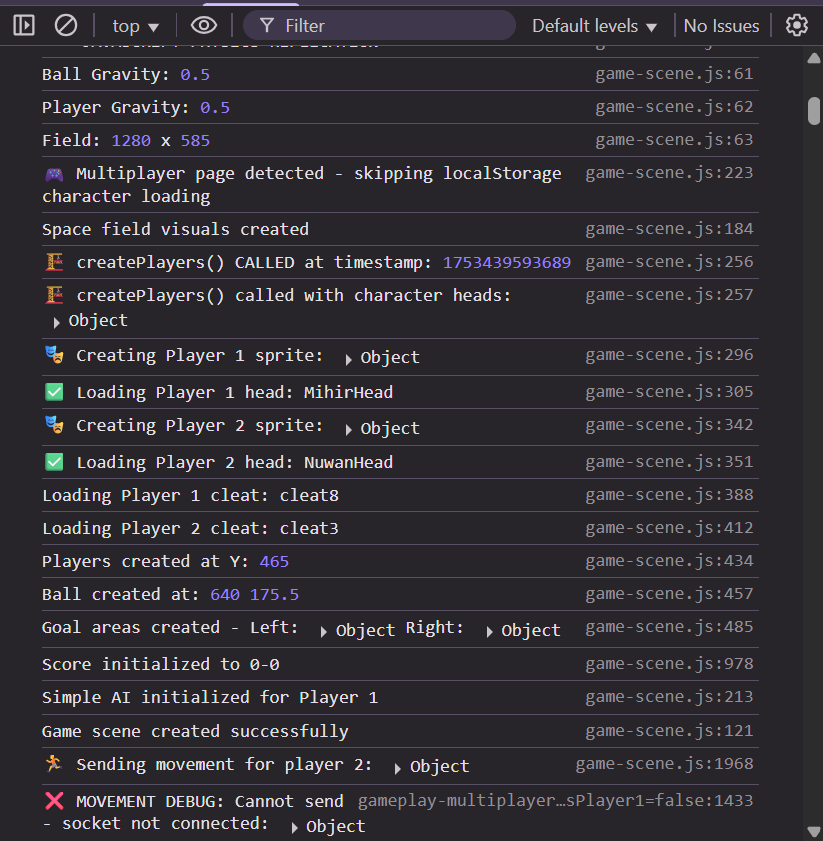 top ▼ Filter Default levels ▼ No Issues
Ball Gravity: 0.5 game-scene.js:61
Player Gravity: 0.5 game-scene.js:62
Field: 1280 x 585 game-scene.js:63
🎮 Multiplayer page detected - skipping localStorage game-scene.js:223
character loading
Space field visuals created game-scene.js:184
🏗️ createPlayers() CALLED at timestamp: 1753439593689 game-scene.js:256
🏗️ createPlayers() called with character heads: game-scene.js:257
▶ Object
🎭 Creating Player 1 sprite: ▶ Object game-scene.js:296
✅ Loading Player 1 head: MihirHead game-scene.js:305
🎭 Creating Player 2 sprite: ▶ Object game-scene.js:342
✅ Loading Player 2 head: NuwanHead game-scene.js:351
Loading Player 1 cleat: cleat8 game-scene.js:388
Loading Player 2 cleat: cleat3 game-scene.js:412
Players created at Y: 465 game-scene.js:434
Ball created at: 640 175.5 game-scene.js:457
Goal areas created - Left: ▶ Object Right: ▶ Object game-scene.js:485
Score initialized to 0-0 game-scene.js:978
Simple AI initialized for Player 1 game-scene.js:213
Game scene created successfully game-scene.js:121
🏃 Sending movement for player 2: ▶ Object game-scene.js:1968
❌ MOVEMENT DEBUG: Cannot send gameplay-multiplayer…sPlayer1=false:1433
- socket not connected: ▶ Object